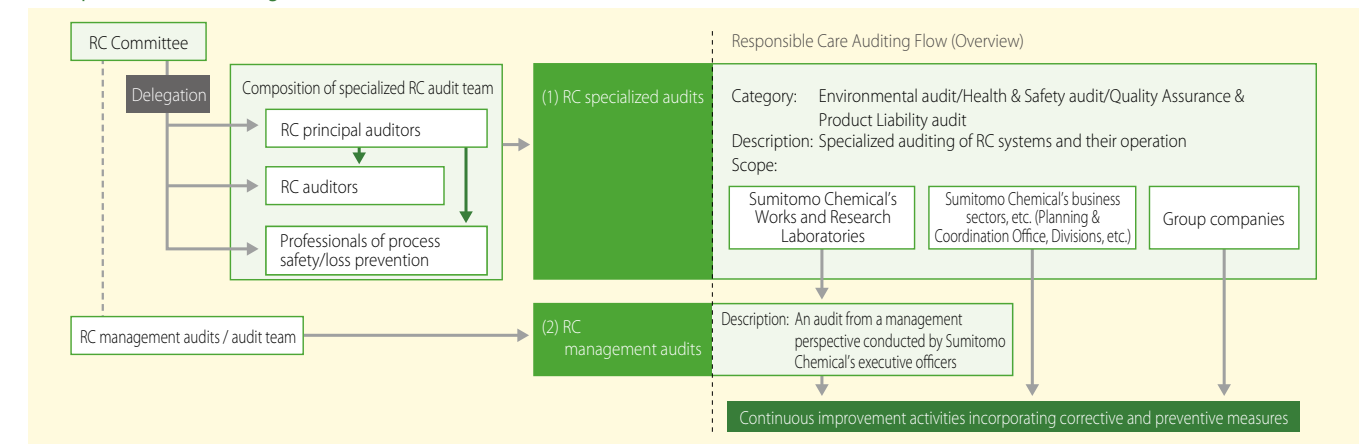 RC Committee
Delegation
Composition of specialized RC audit team
RC principal auditors
RC auditors
Professionals of process
safety/loss prevention
RC management audits / audit team
(1) RC specialized audits
(2) RC
management audits
Responsible Care Auditing Flow (Overview)
Category: Environmental audit/Health & Safety audit/Quality Assurance &
Product Liability audit
Description: Specialized auditing of RC systems and their operation
Scope:
Sumitomo Chemical’s
Works and Research
Laboratories
Sumitomo Chemical’s business
sectors, etc. (Planning &
Coordination Office, Divisions, etc.)
Group companies
Description: An audit from a management
perspective conducted by Sumitomo
Chemical’s executive officers
Continuous improvement activities incorporating corrective and preventive measures